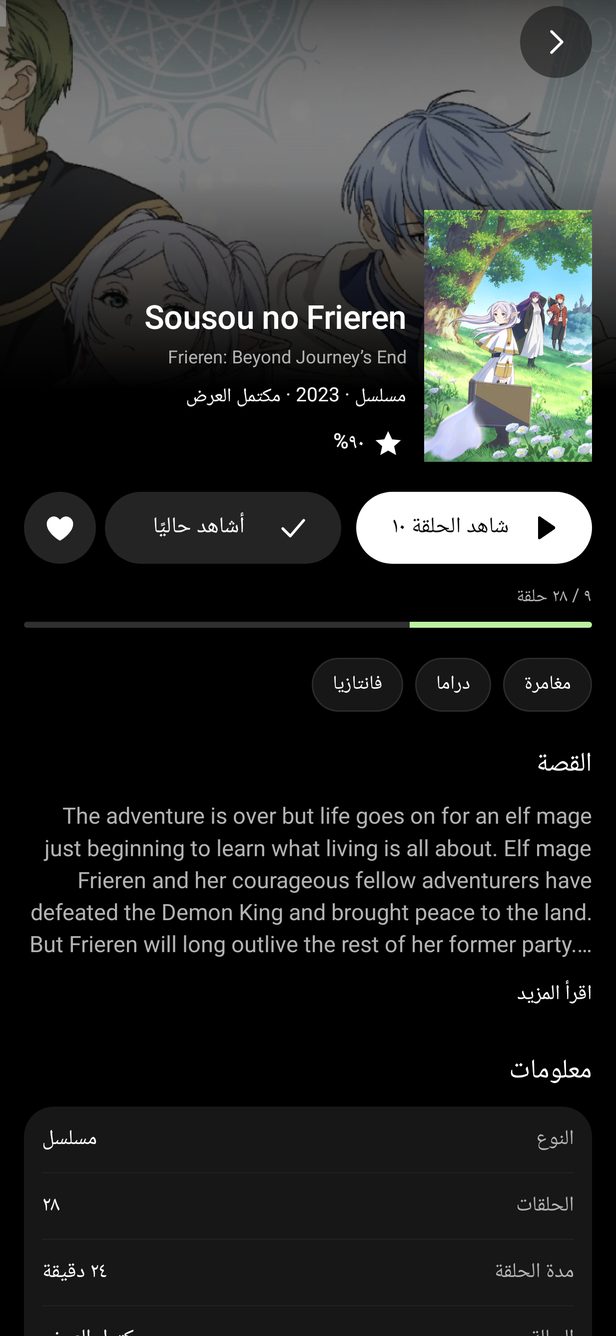 Sousou no Frieren
Frieren: Beyond Journey’s End
مسلسل · 2023 · مكتمل العرض
٩٠%
شاهد الحلقة ١٠
أشاهد حاليًا
٩ / ٢٨ حلقة
مغامرة
دراما
فانتازيا
القصة
The adventure is over but life goes on for an elf mage
just beginning to learn what living is all about. Elf mage
Frieren and her courageous fellow adventurers have
defeated the Demon King and brought peace to the land.
But Frieren will long outlive the rest of her former party.…
اقرأ المزيد
معلومات
النوع
مسلسل
الحلقات
٢٨
مدة الحلقة
٢٤ دقيقة